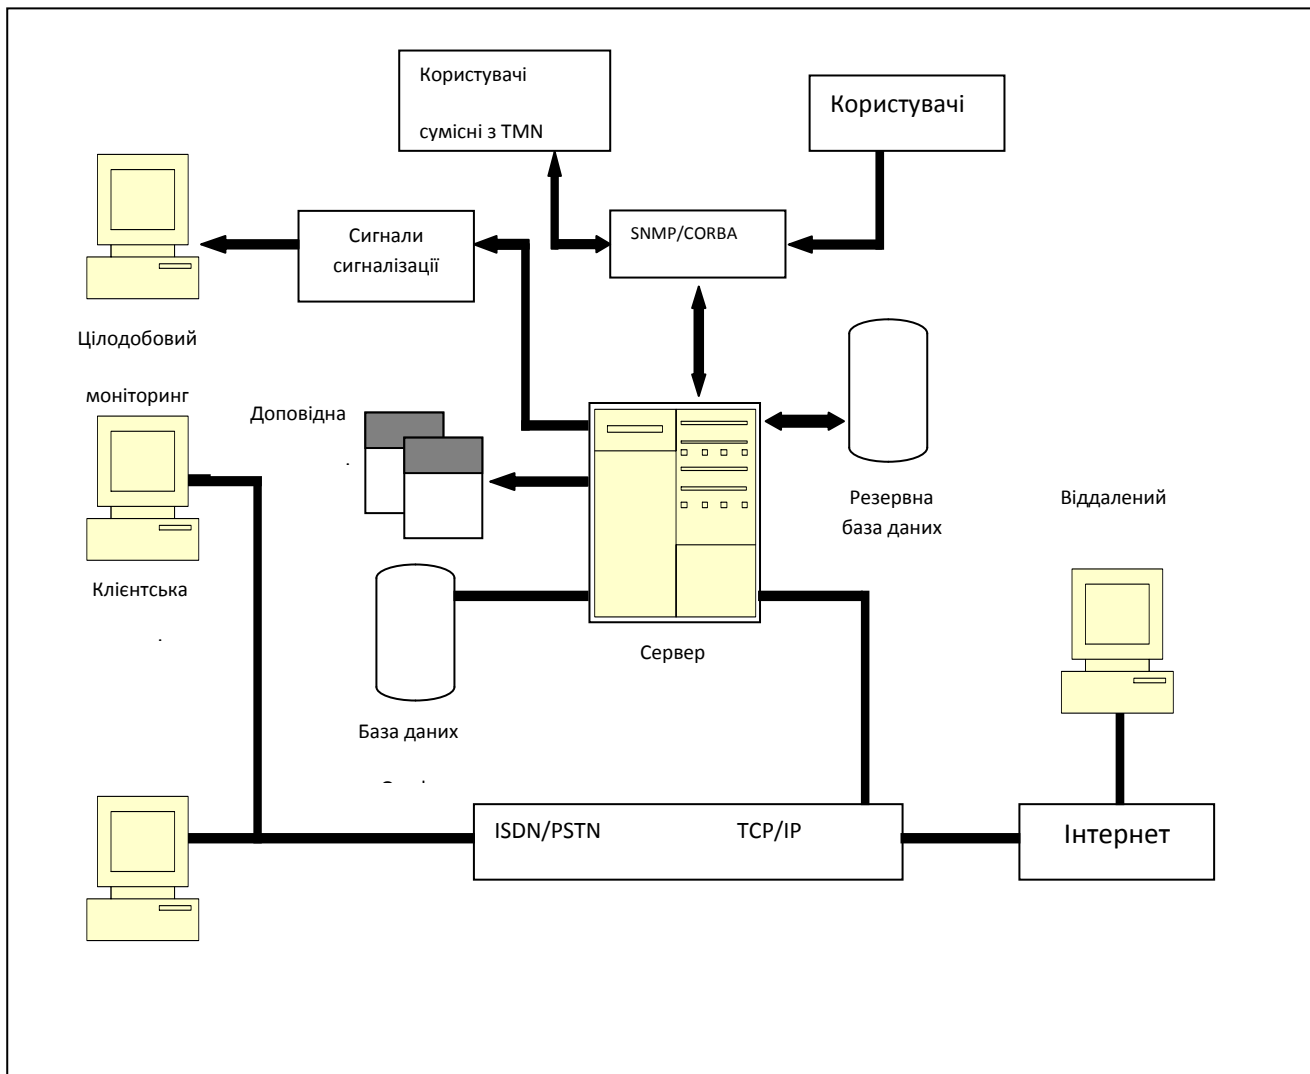 Користувачі
сумісні з TMN
Користувачі
Сигнали
сигналізації
SNMP/CORBA
Цілодобовий
моніторинг
Доповідна
Резервна
база даних
Віддалений
Клієнтська
Сервер
База даних
ISDN/PSTN TCP/IP
Інтернет